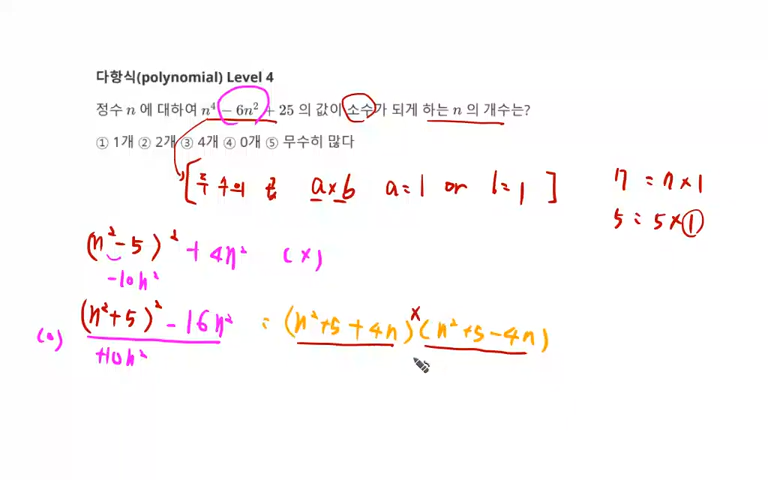 다항식(polynomial) Level 4
정수 n 에 대하여 n⁴ − 6n² + 25 의 값이 소수가 되게 하는 n 의 개수는?
① 1개 ② 2개 ③ 4개 ④ 0개 ⑤ 무수히 많다
[ 두 수의 곱 a×b a=1 or b=1 ]
7 = 7×1
5 = 5×①
(n²-5)² + 4n² (x)
-10n²
(o) (n²+5)² - 16n² = (n²+5+4n)×(n²+5-4n)
+10n²